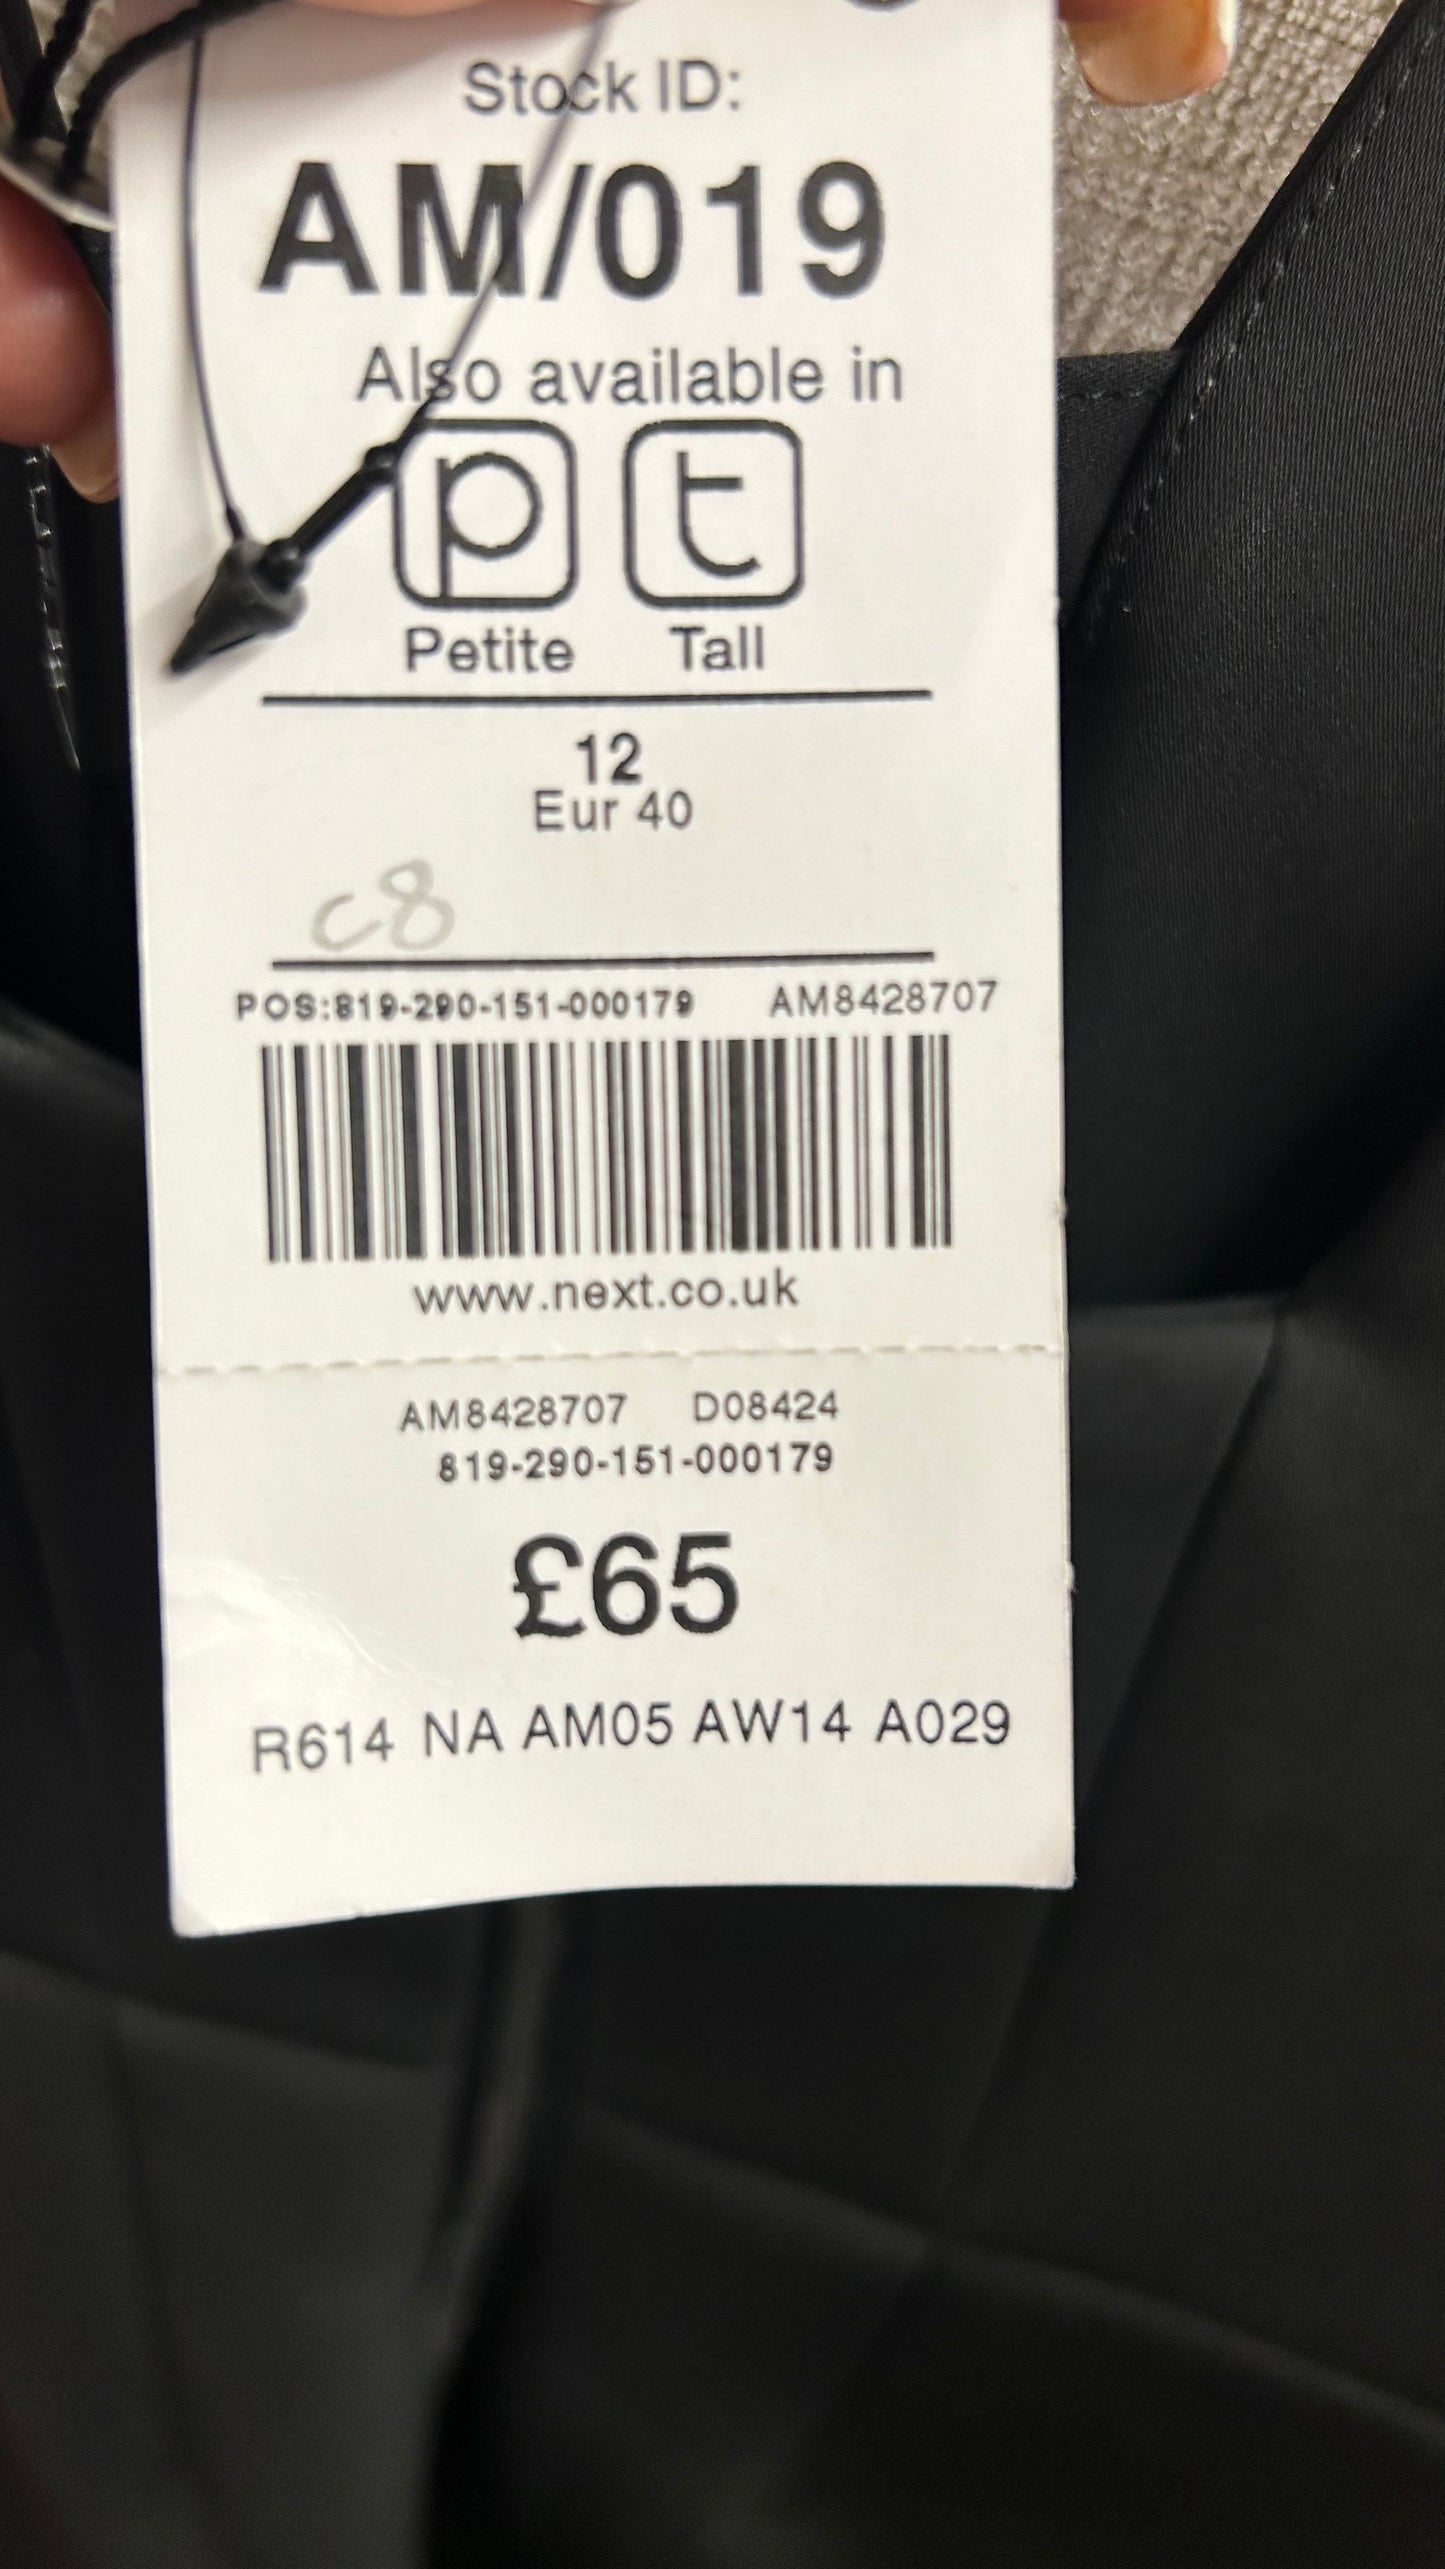 Stock ID:
AM/019
Also available in
p t
Petite Tall
12
Eur 40
C8
POS:819-290-151-000179 AM8428707
www.next.co.uk
AM8428707 D08424
819-290-151-000179
£65
R614 NA AM05 AW14 A029